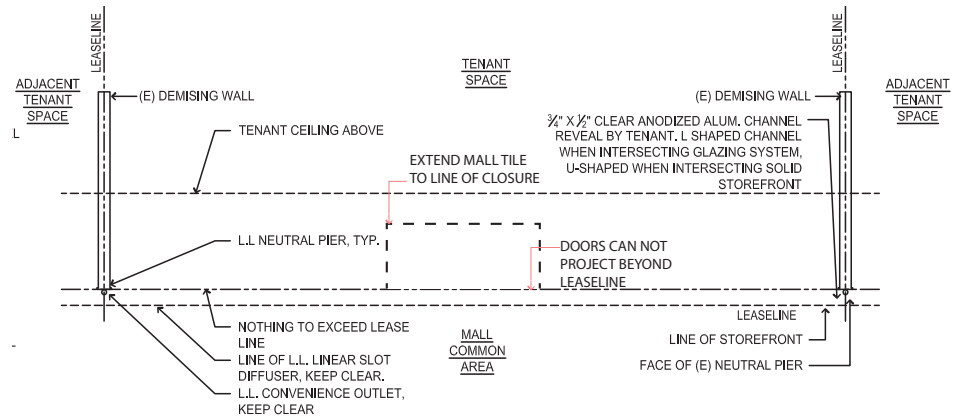 LEASELINE
LEASELINE
ADJACENT
TENANT
SPACE
(E) DEMISING WALL
TENANT
SPACE
(E) DEMISING WALL
ADJACENT
TENANT
SPACE
L
TENANT CEILING ABOVE
¾" X ½" CLEAR ANODIZED ALUM. CHANNEL
REVEAL BY TENANT. L SHAPED CHANNEL
WHEN INTERSECTING GLAZING SYSTEM,
U-SHAPED WHEN INTERSECTING SOLID
STOREFRONT
EXTEND MALL TILE
TO LINE OF CLOSURE
L.L NEUTRAL PIER, TYP.
DOORS CAN NOT
PROJECT BEYOND
LEASELINE
NOTHING TO EXCEED LEASE
LINE
LINE OF L.L. LINEAR SLOT
DIFFUSER, KEEP CLEAR.
L.L. CONVENIENCE OUTLET,
KEEP CLEAR
MALL
COMMON
AREA
LEASELINE
LINE OF STOREFRONT
FACE OF (E) NEUTRAL PIER